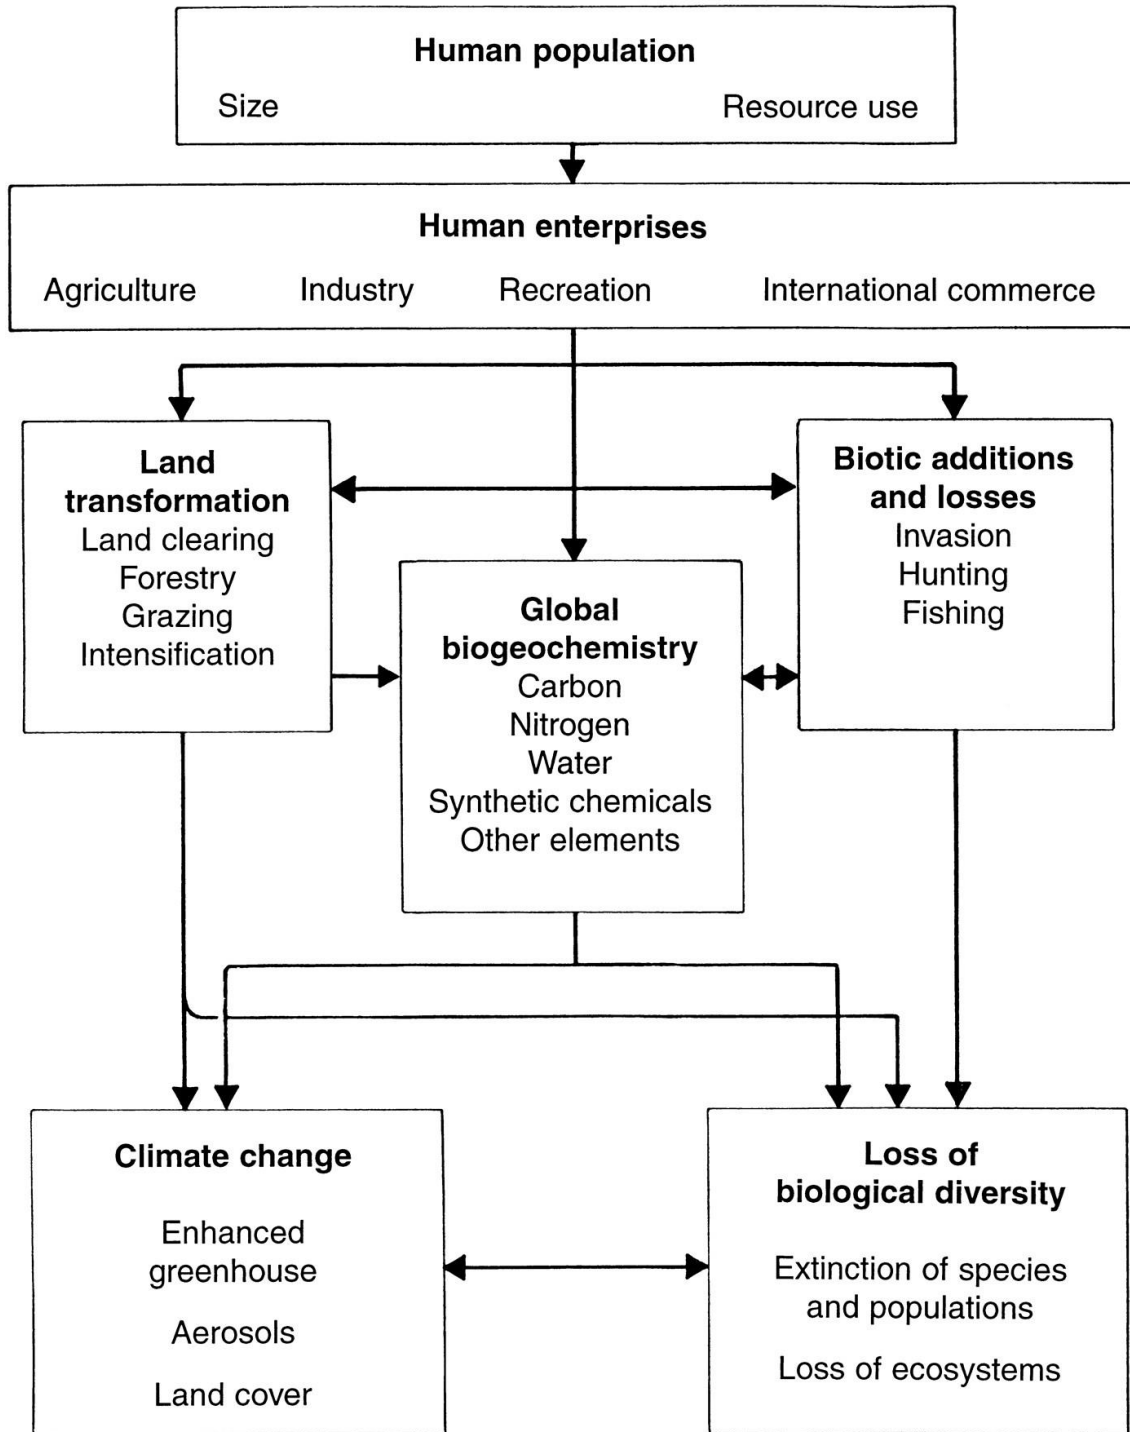 Human population
Size Resource use
Human enterprises
Agriculture Industry Recreation International commerce
Land
transformation
Land clearing
Forestry
Grazing
Intensification
Biotic additions
and losses
Invasion
Hunting
Fishing
Global
biogeochemistry
Carbon
Nitrogen
Water
Synthetic chemicals
Other elements
Climate change
Enhanced
greenhouse
Aerosols
Land cover
Loss of
biological diversity
Extinction of species
and populations
Loss of ecosystems